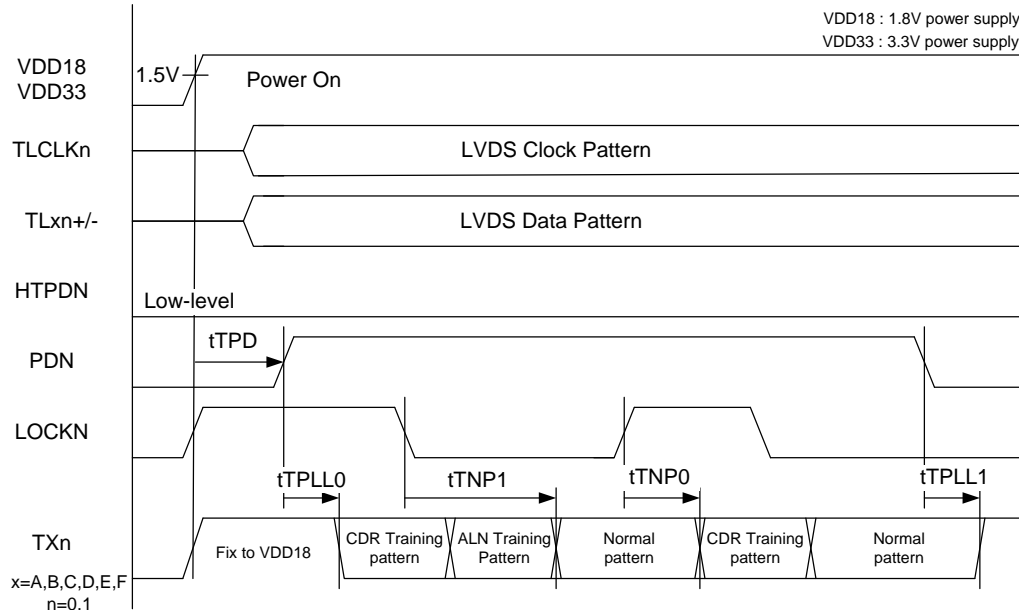 VDD18 : 1.8V power supply
VDD33 : 3.3V power supply
VDD18
VDD33
1.5V
Power On
TLCLKn
LVDS Clock Pattern
TLxn+/-
LVDS Data Pattern
HTPDN
Low-level
tTPD
PDN
LOCKN
tTPLL0
tTNP1
tTNP0
tTPLL1
TXn
x=A,B,C,D,E,F
n=0,1
Fix to VDD18
CDR Training
pattern
ALN Training
Pattern
Normal
pattern
CDR Training
pattern
Normal
pattern